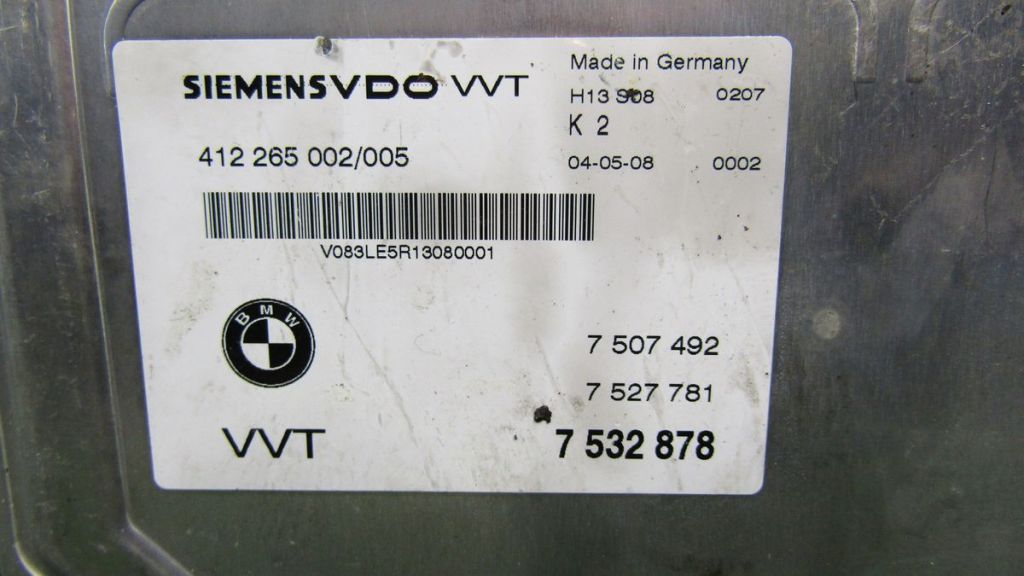 SIEMENSVDO VVT
Made in Germany
H13 S08 0207
K 2
412 265 002/005
04-05-08 0002
V083LE5R13080001
BMW
7 507 492
7 527 781
VVT
7 532 878